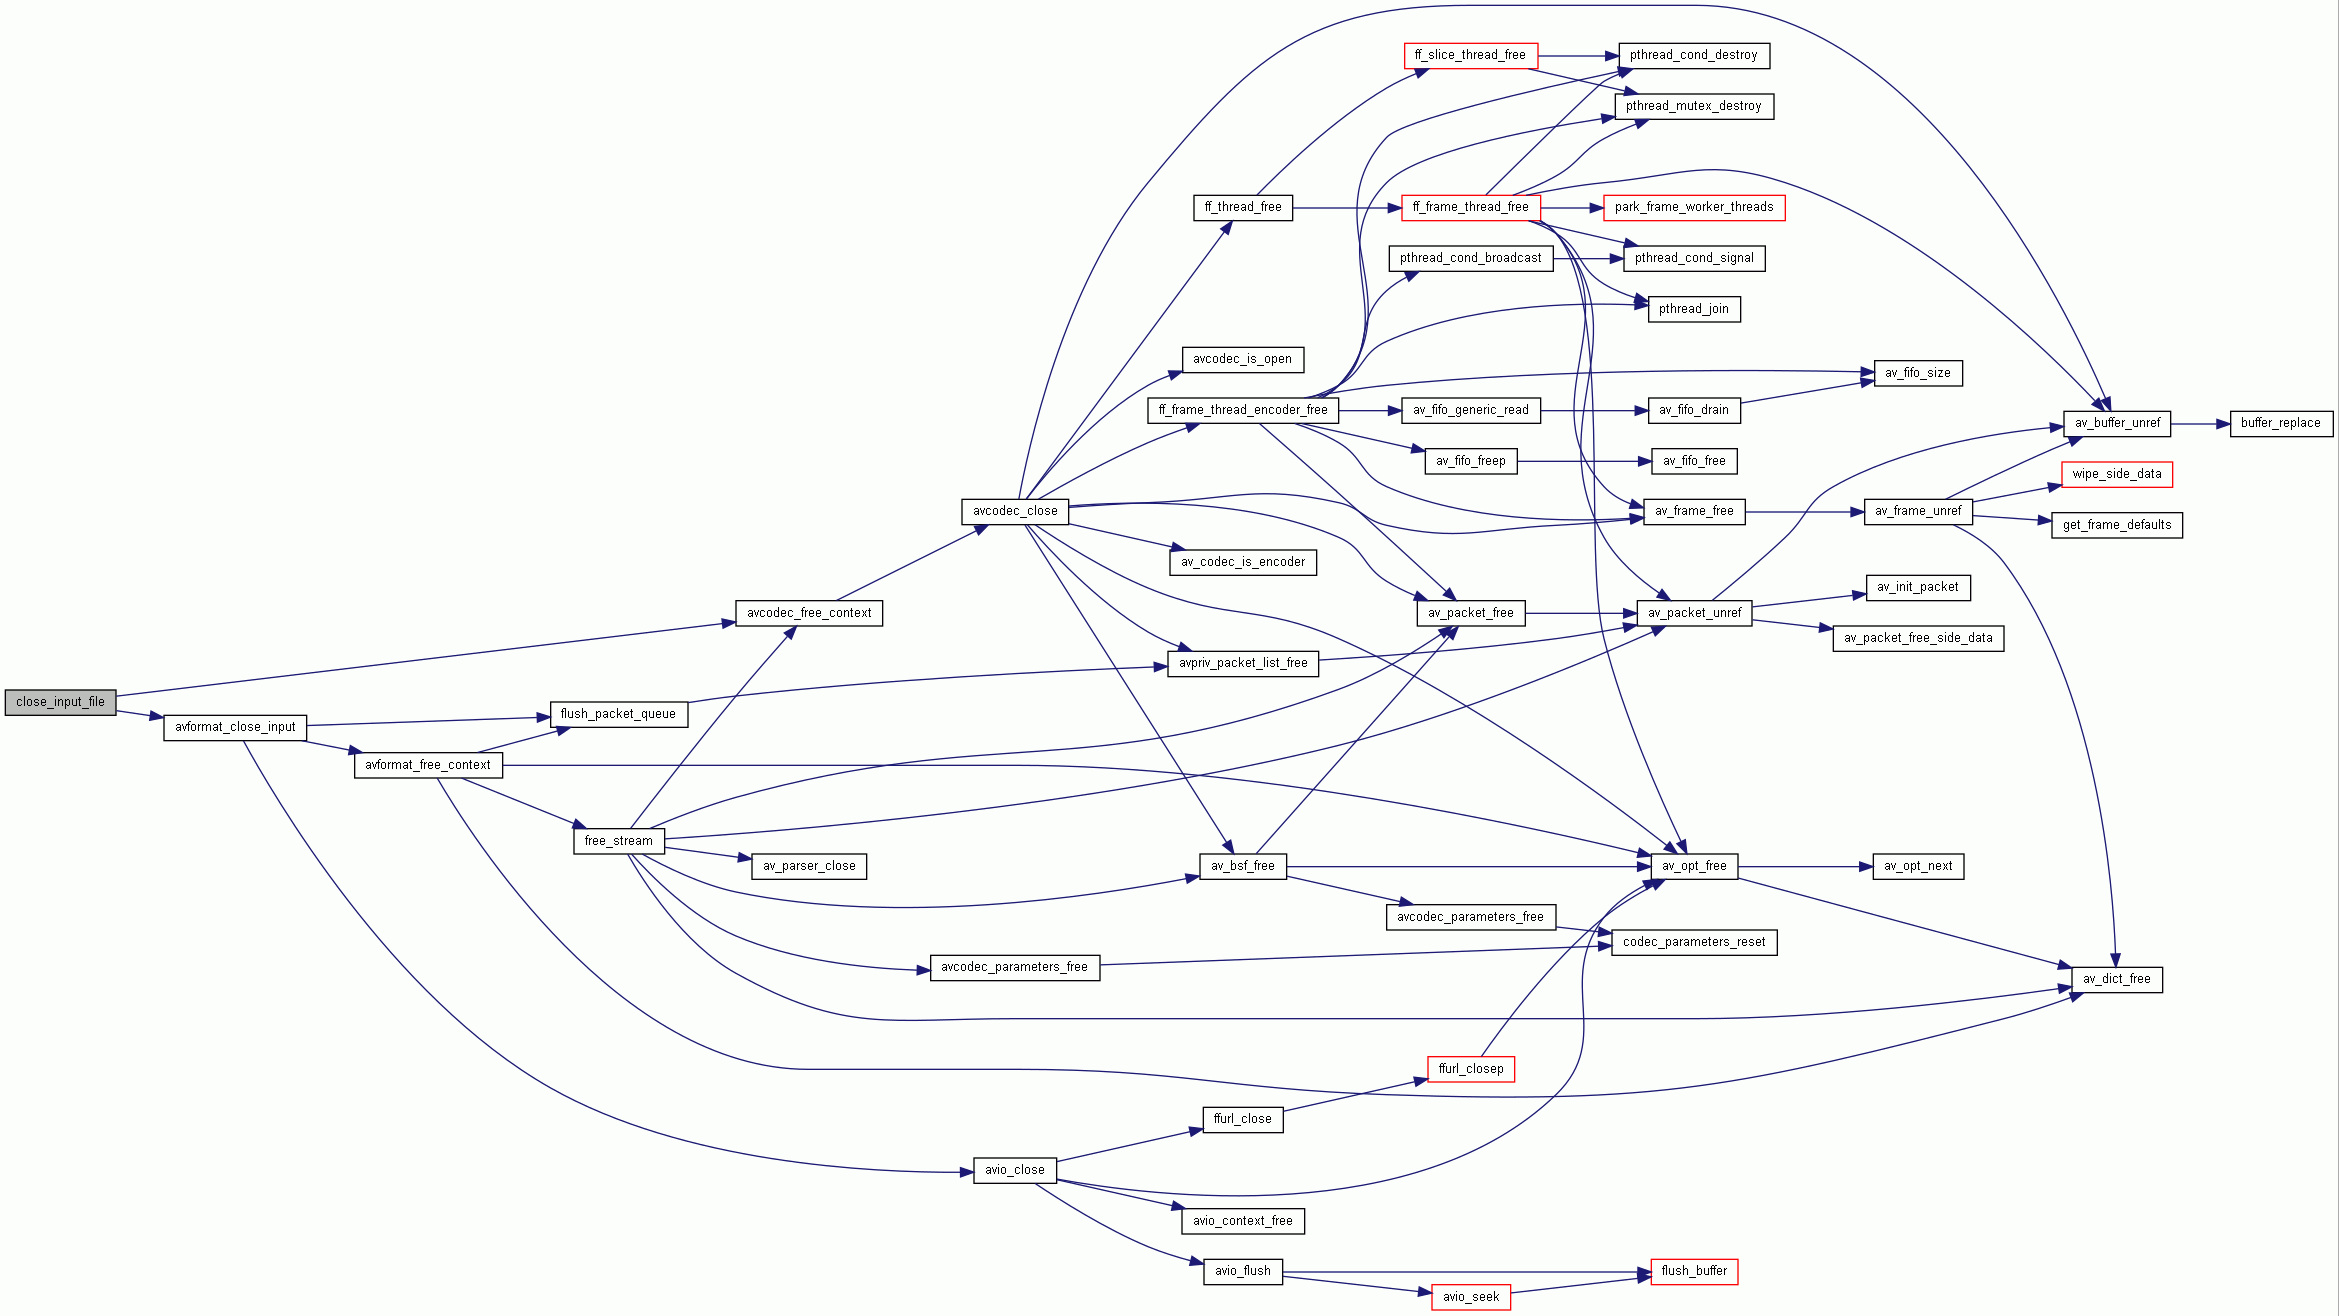 close_input_file
avformat_close_input
avformat_free_context
flush_packet_queue
free_stream
avcodec_free_context
av_parser_close
avcodec_close
avcodec_parameters_free
avio_close
ff_thread_free
avcodec_is_open
ff_frame_thread_encoder_free
av_codec_is_encoder
avpriv_packet_list_free
av_bsf_free
ffurl_close
avio_context_free
avio_flush
ff_slice_thread_free
ff_frame_thread_free
pthread_cond_broadcast
av_fifo_generic_read
av_fifo_freep
av_packet_free
avcodec_parameters_free
ffurl_closep
avio_seek
pthread_cond_destroy
pthread_mutex_destroy
park_frame_worker_threads
pthread_cond_signal
pthread_join
av_fifo_drain
av_fifo_free
av_frame_free
av_packet_unref
av_opt_free
codec_parameters_reset
flush_buffer
av_fifo_size
av_frame_unref
av_init_packet
av_packet_free_side_data
av_opt_next
av_buffer_unref
wipe_side_data
get_frame_defaults
av_dict_free
buffer_replace